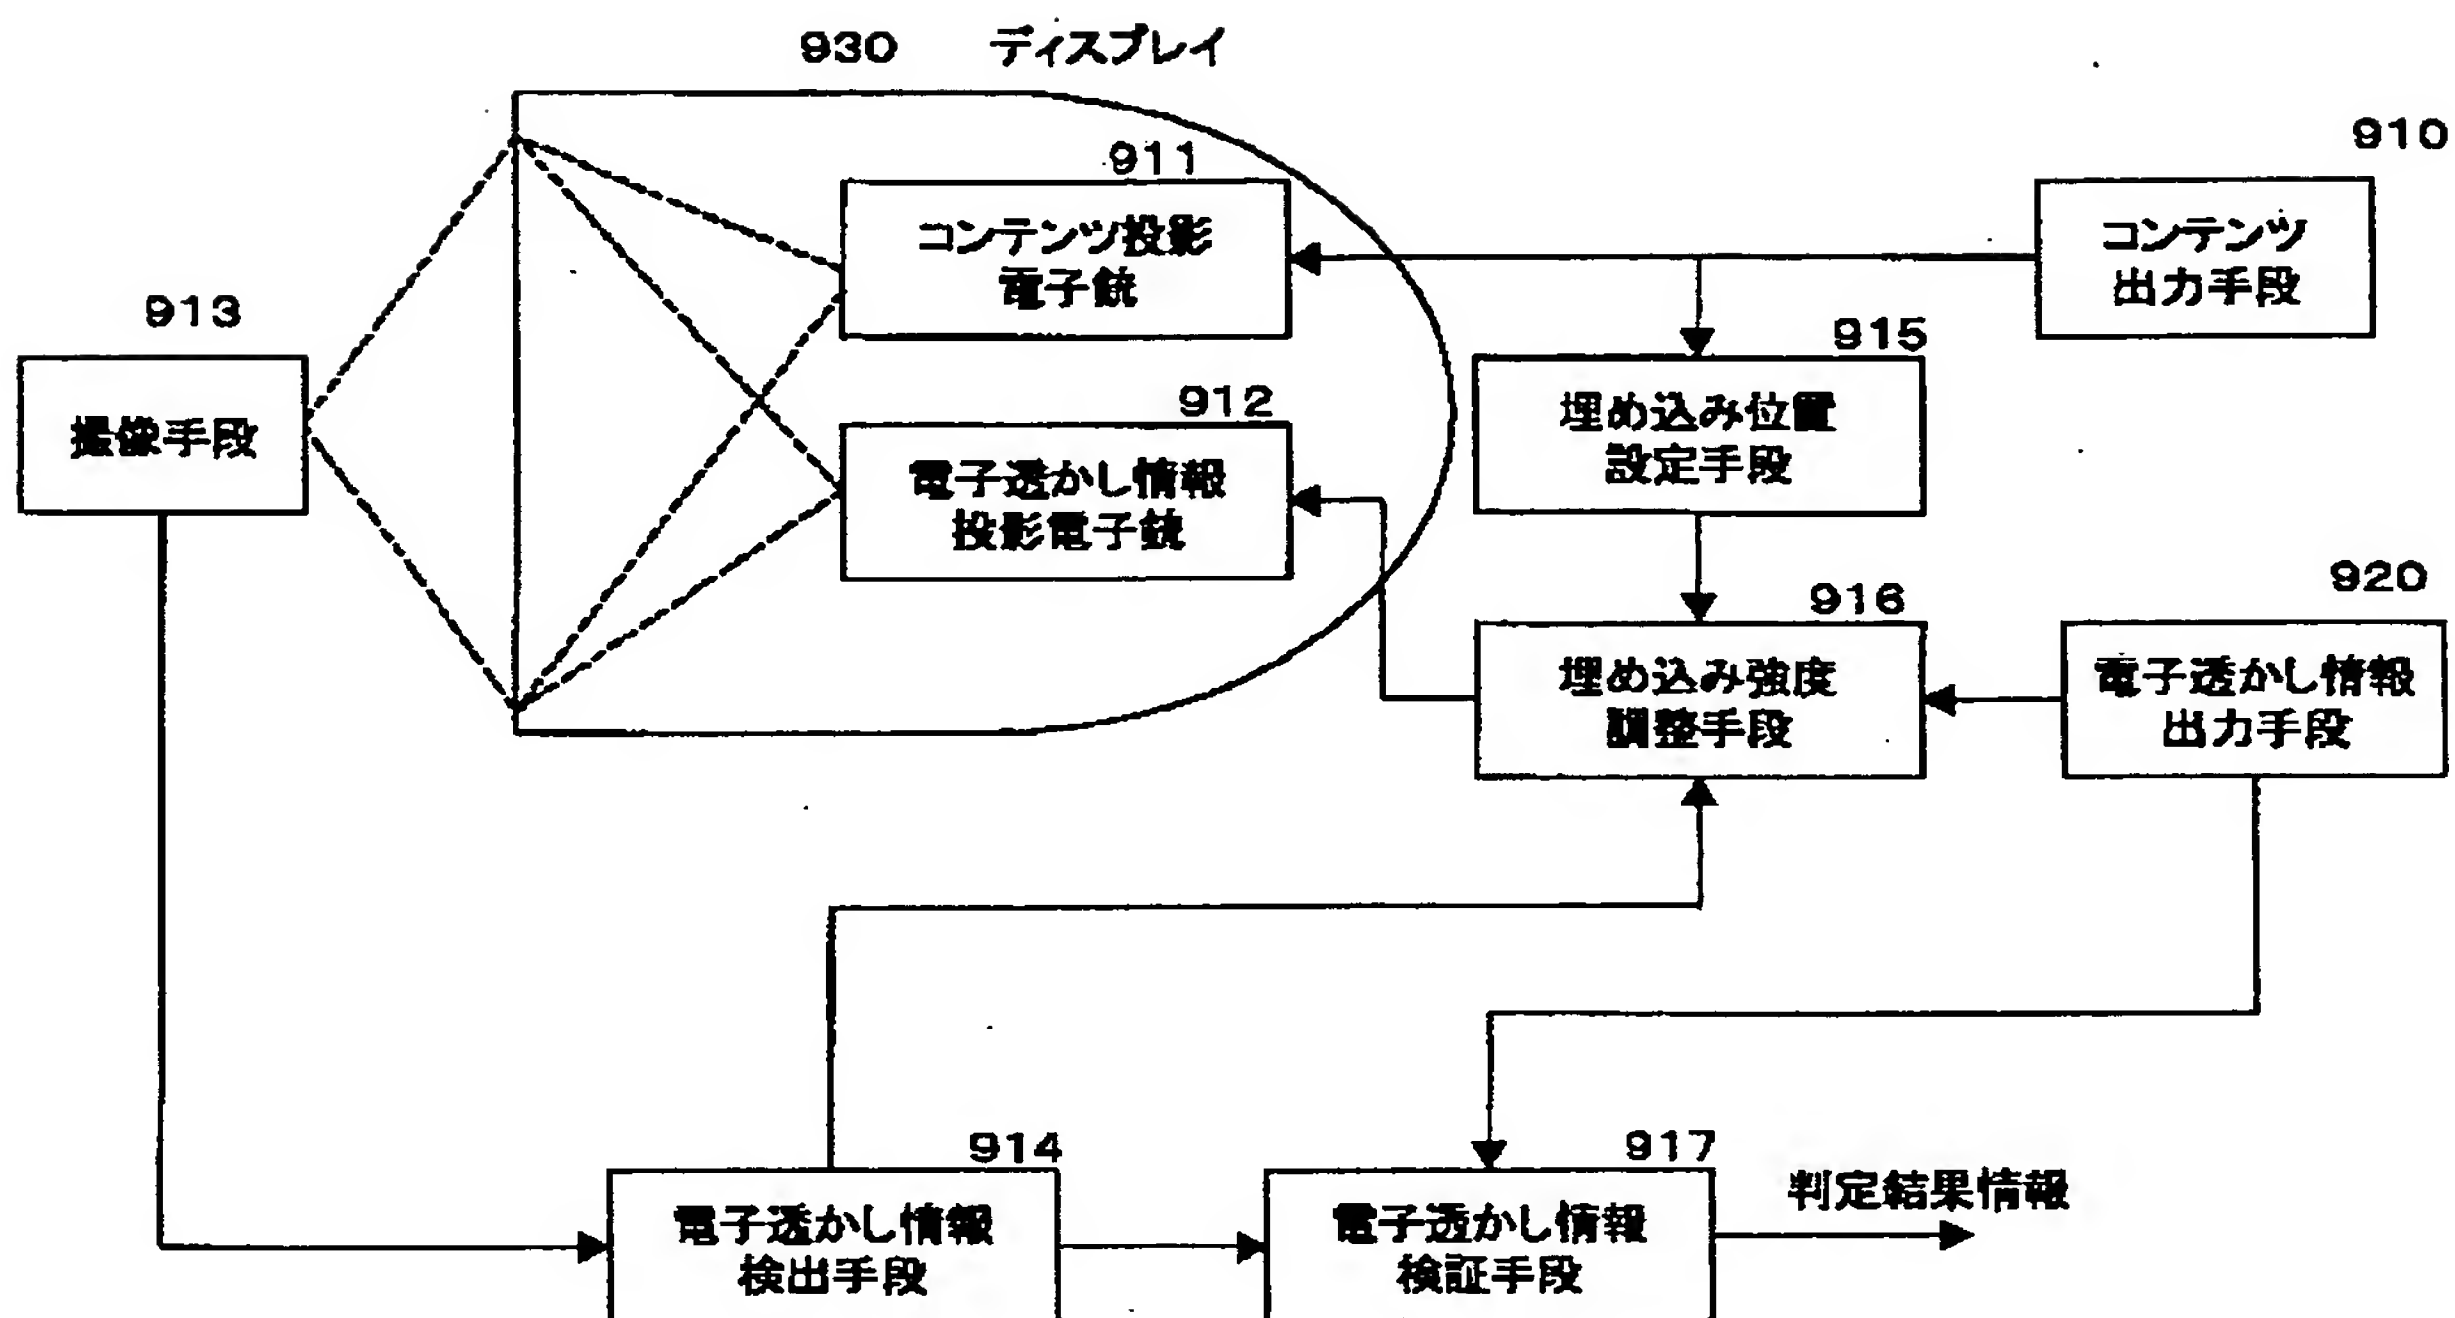 930 ディスプレイ
910
911
コンテンツ投影
電子銃
コンテンツ
出力手段
913
撮像手段
915
埋め込み位置
設定手段
912
電子透かし情報
投影電子銃
920
916
埋め込み強度
調整手段
電子透かし情報
出力手段
914
電子透かし情報
検出手段
917
電子透かし情報
検証手段
判定結果情報